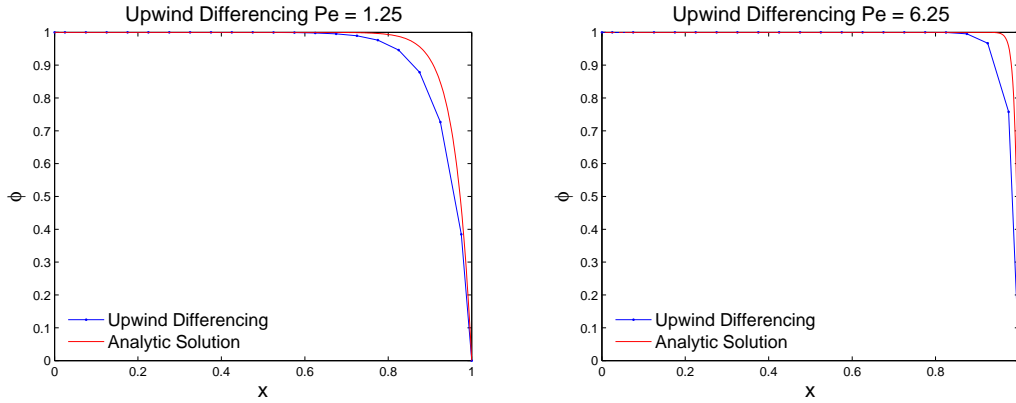 Upwind Differencing Pe = 1.25
1
0.9
0.8
0.7
0.6
0.5
0.4
0.3
0.2
0.1
0
ϕ
Upwind Differencing
Analytic Solution
0 0.2 0.4 0.6 0.8 1
x
Upwind Differencing Pe = 6.25
1
0.9
0.8
0.7
0.6
0.5
0.4
0.3
0.2
0.1
0
ϕ
Upwind Differencing
Analytic Solution
0 0.2 0.4 0.6 0.8
x